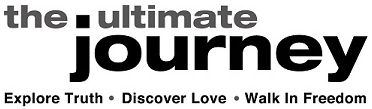 the ultimate
journey
Explore Truth • Discover Love • Walk In Freedom